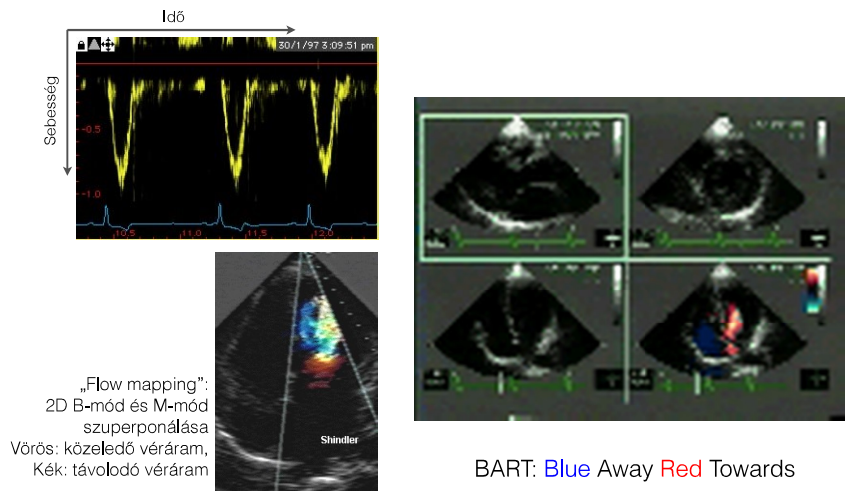 Idő
Sebesség
30/1/97 3:09:51 pm
-0.5
-1.0
10.5 11.0 11.5 12.0
„Flow mapping”:
2D B-mód és M-mód
szuperponálása
Vörös: közeledő véráram,
Kék: távolodó véráram
Shindler
BART: Blue Away Red Towards